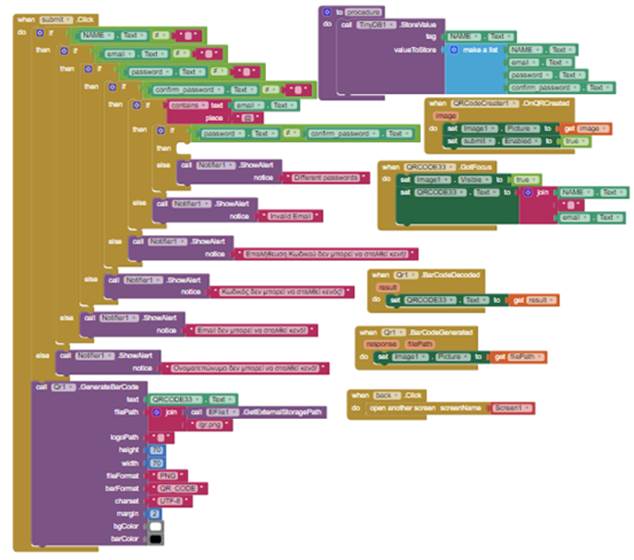 when submit .Click
do if NAME . Text ≠ " "
then if email . Text ≠ " "
then if password . Text ≠ " "
then if confirm_password . Text ≠ " "
then if contains text email . Text
piece " @ "
then if password . Text confirm_password . Text
then
else call Notifier1 .ShowAlert
notice " Different passwords "
else call Notifier1 .ShowAlert
notice " Invalid Email "
else call Notifier1 .ShowAlert
notice " Επαλήθευση Κωδικού δεν μπορεί να σταλθεί κενή! "
else call Notifier1 .ShowAlert
notice " Κωδικός δεν μπορεί να σταλθεί κενός! "
else call Notifier1 .ShowAlert
notice " Email δεν μπορεί να σταλθεί κενό! "
else call Notifier1 .ShowAlert
notice " Ονοματεπώνυμο δεν μπορεί να σταλθεί κενό! "
call Qr1 .GenerateBarCode
text QRCODE33 . Text
filePath join call EFile1 .GetExternalStoragePath
" /qr.png "
logoPath " "
height 70
width 70
fileFormat " PNG "
barFormat " QR_CODE "
charset " UTF-8 "
margin 2
bgColor
barColor
to procedure
do call TinyDB1 .StoreValue
tag NAME . Text
valueToStore make a list NAME . Text
email . Text
password . Text
confirm_password . Text
when QRCodeCreator1 .OnQRCreated
image
do set Image1 . Picture to get image
set submit . Enabled to true
when QRCODE33 .GotFocus
do set Image1 . Visible to true
set QRCODE33 . Text to join NAME . Text
" "
email . Text
when Qr1 .BarCodeDecoded
result
do set QRCODE33 . Text to get result
when Qr1 .BarCodeGenerated
response filePath
do set Image1 . Picture to get filePath
when back .Click
do open another screen screenName Screen1